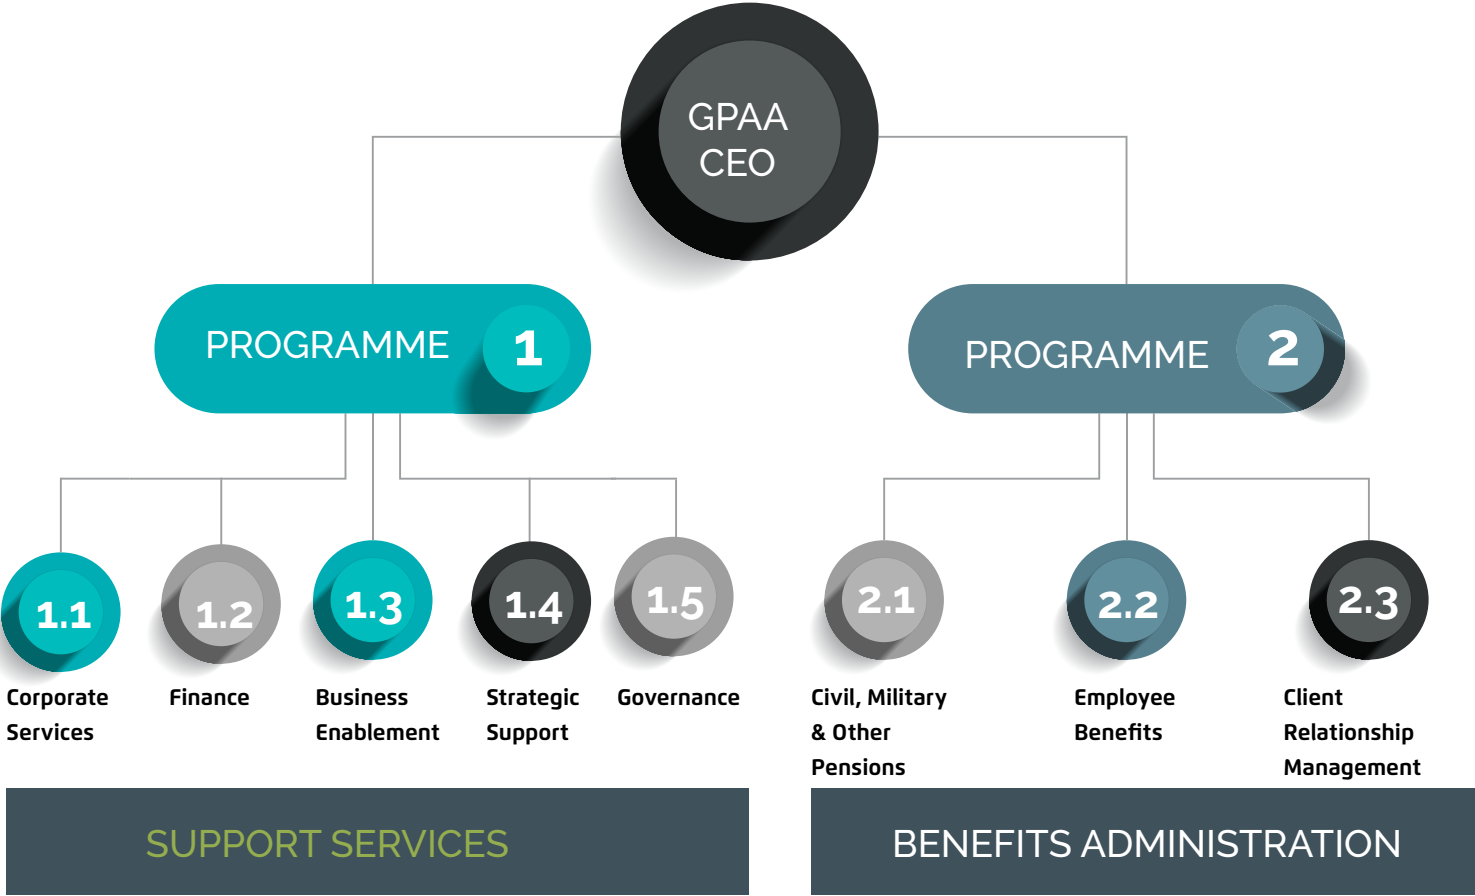 GPAA
CEO
PROGRAMME 1
PROGRAMME 2
1.1
1.2
1.3
1.4
1.5
2.1
2.2
2.3
Corporate
Services
Finance
Business
Enablement
Strategic
Support
Governance
Civil, Military
& Other
Pensions
Employee
Benefits
Client
Relationship
Management
SUPPORT SERVICES
BENEFITS ADMINISTRATION